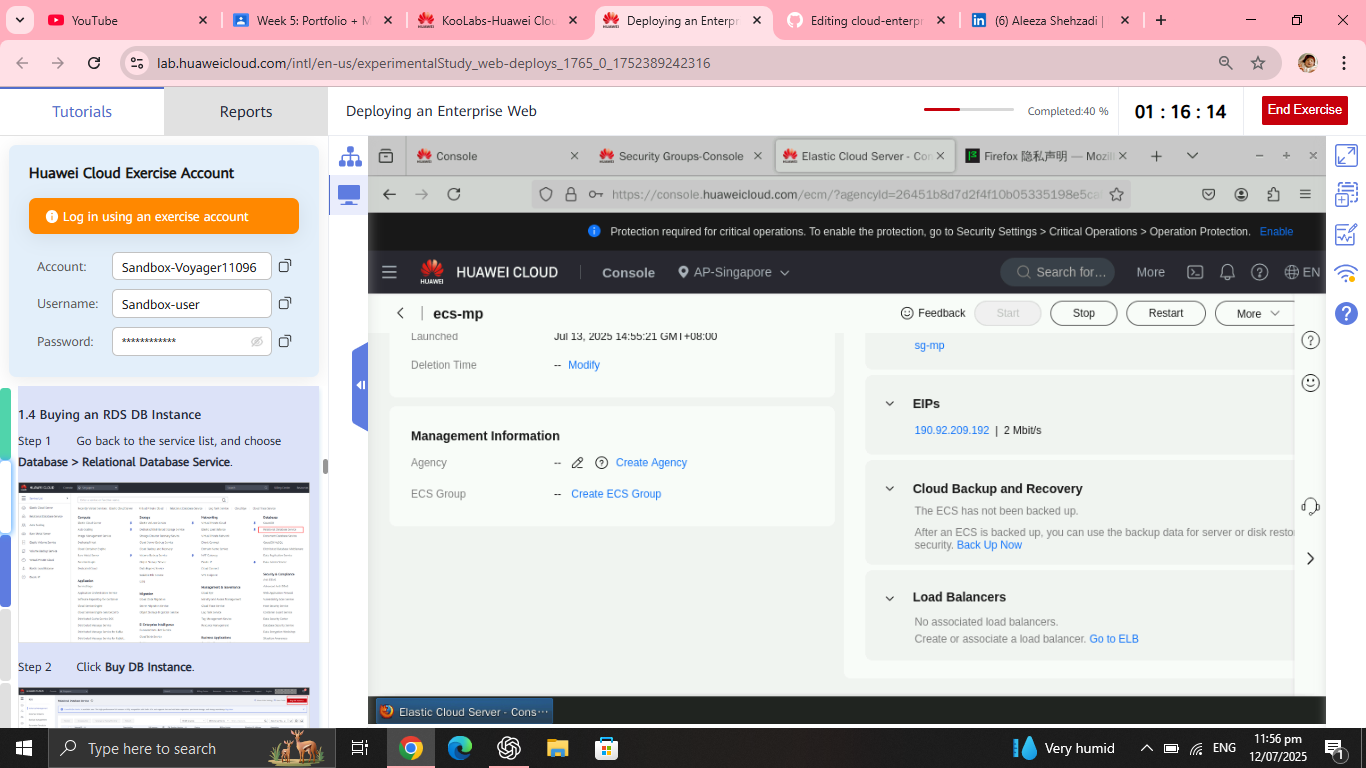 YouTube
Week 5: Portfolio + M
KooLabs-Huawei Clou
Deploying an Enterpr
Editing cloud-enterp
(6) Aleeza Shehzadi |
lab.huaweicloud.com/intl/en-us/experimentalStudy_web-deploys_1765_0_1752389242316
Tutorials
Reports
Deploying an Enterprise Web
Completed:40 %
01 : 16 : 14
End Exercise
Huawei Cloud Exercise Account
Log in using an exercise account
Account:
Sandbox-Voyager11096
Username:
Sandbox-user
Password:
************
1.4 Buying an RDS DB Instance
Step 1 Go back to the service list, and choose
Database > Relational Database Service.
Step 2 Click Buy DB Instance.
Console
Security Groups-Console
Elastic Cloud Server - Con
Firefox 隐私声明 — Mozil
https://console.huaweicloud.com/ecm/?agencyId=26451b8d7d2f4f10b05335198e5ca
Protection required for critical operations. To enable the protection, go to Security Settings > Critical Operations > Operation Protection. Enable
HUAWEI
HUAWEI CLOUD
Console
AP-Singapore
Search for...
More
EN
ecs-mp
Feedback
Start
Stop
Restart
More
Launched
Jul 13, 2025 14:55:21 GMT+08:00
Deletion Time
-- Modify
Management Information
Agency
-- Create Agency
ECS Group
-- Create ECS Group
sg-mp
EIPs
190.92.209.192 | 2 Mbit/s
Cloud Backup and Recovery
The ECS has not been backed up.
After an ECS is backed up, you can use the backup data for server or disk resto
security. Back Up Now
Load Balancers
No associated load balancers.
Create or associate a load balancer. Go to ELB
Elastic Cloud Server - Cons···
Type here to search
Very humid
ENG
11:56 pm
12/07/2025
1